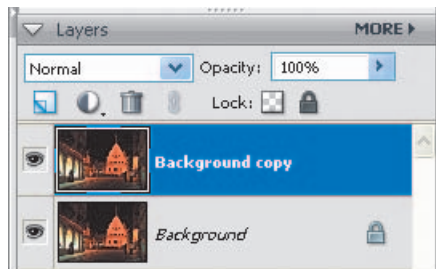 Layers MORE
Normal Opacity: 100%
Lock:
Background copy
Background